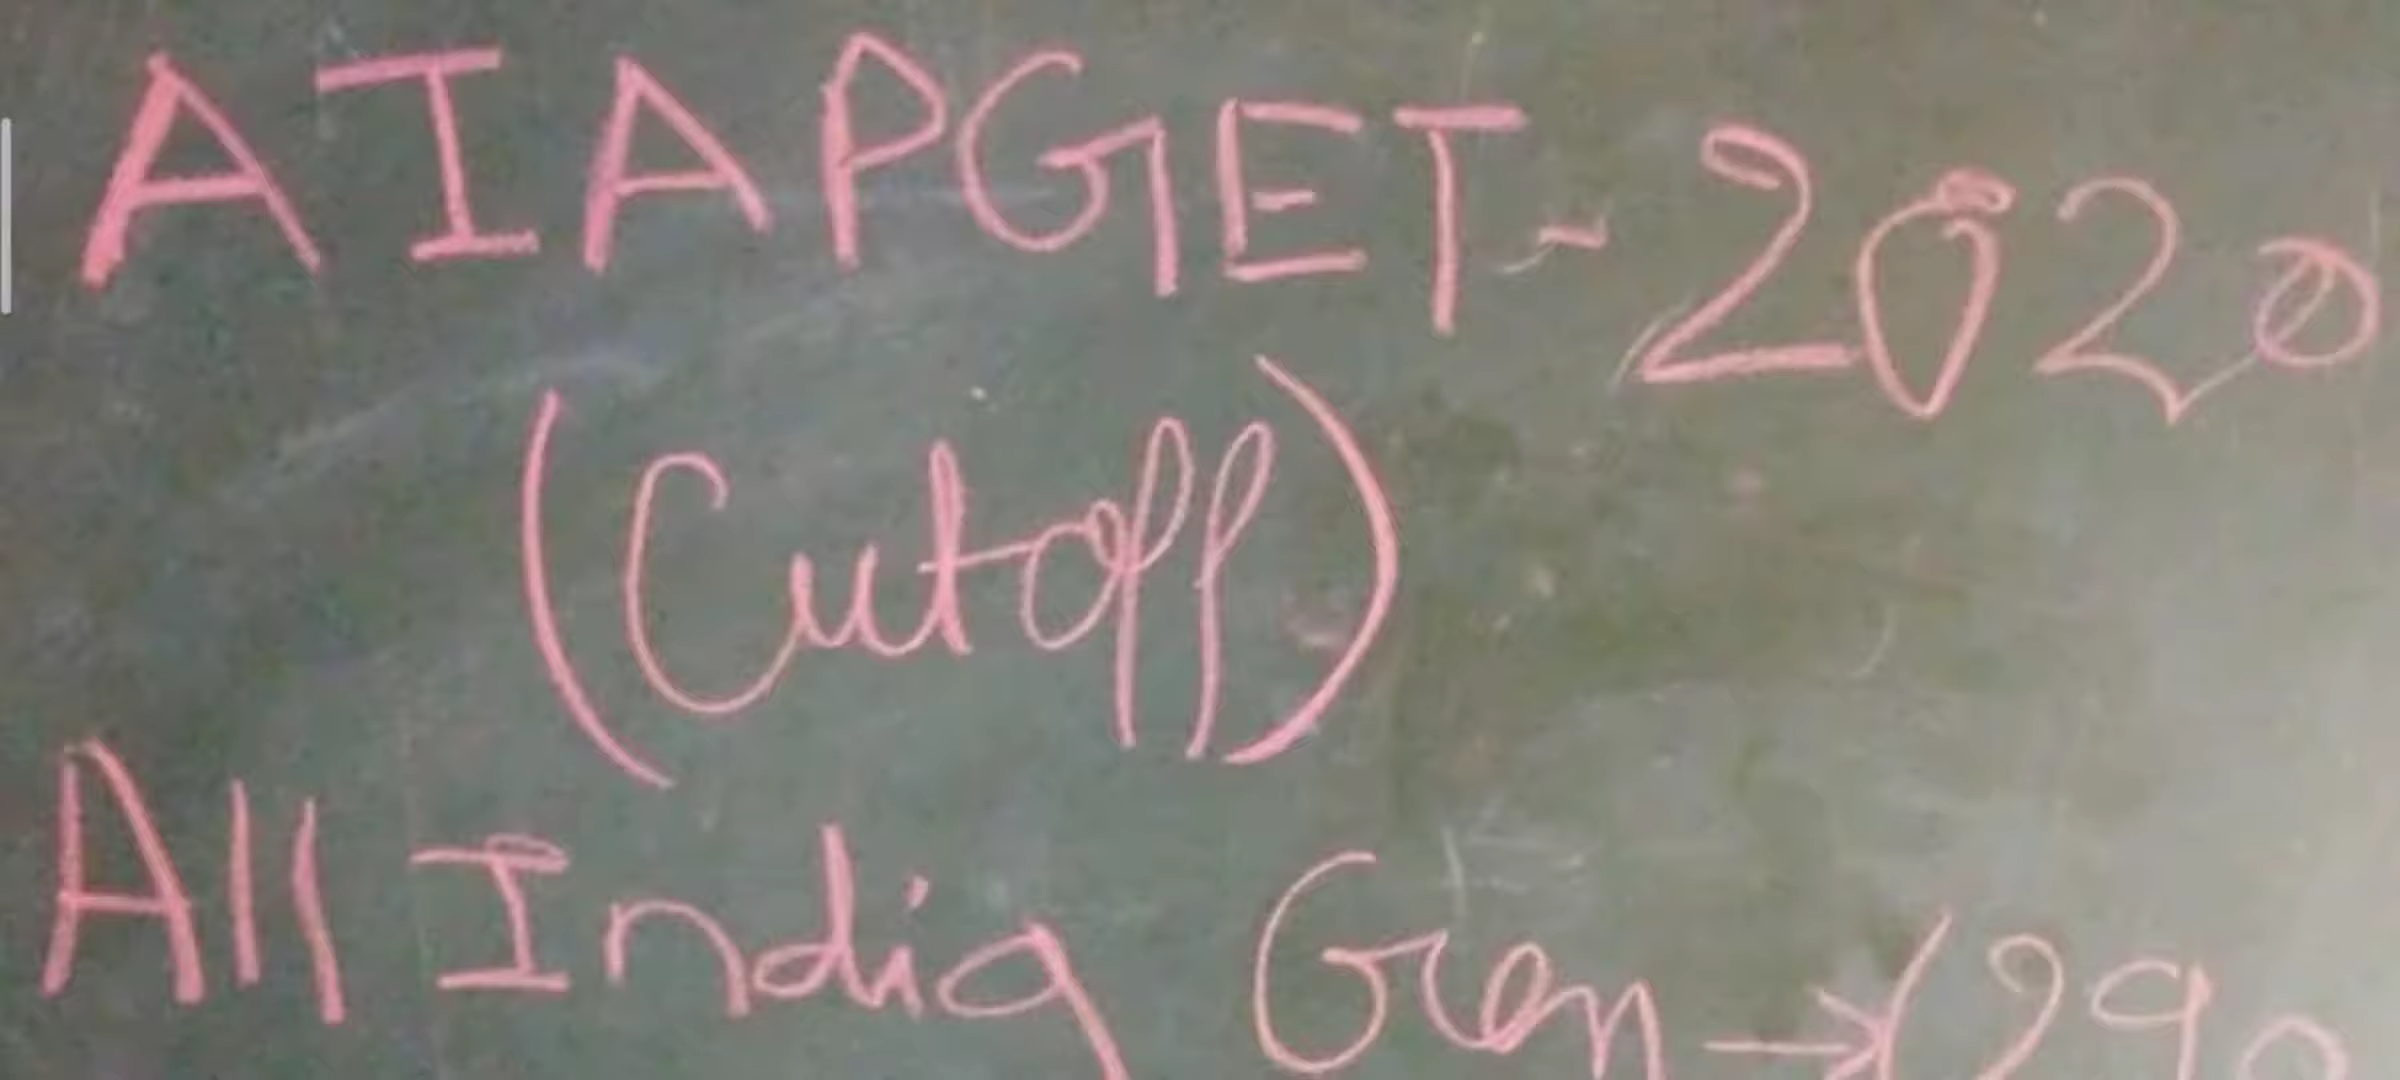 AIAPGET-2020
(Cutoff)
All India Gen →